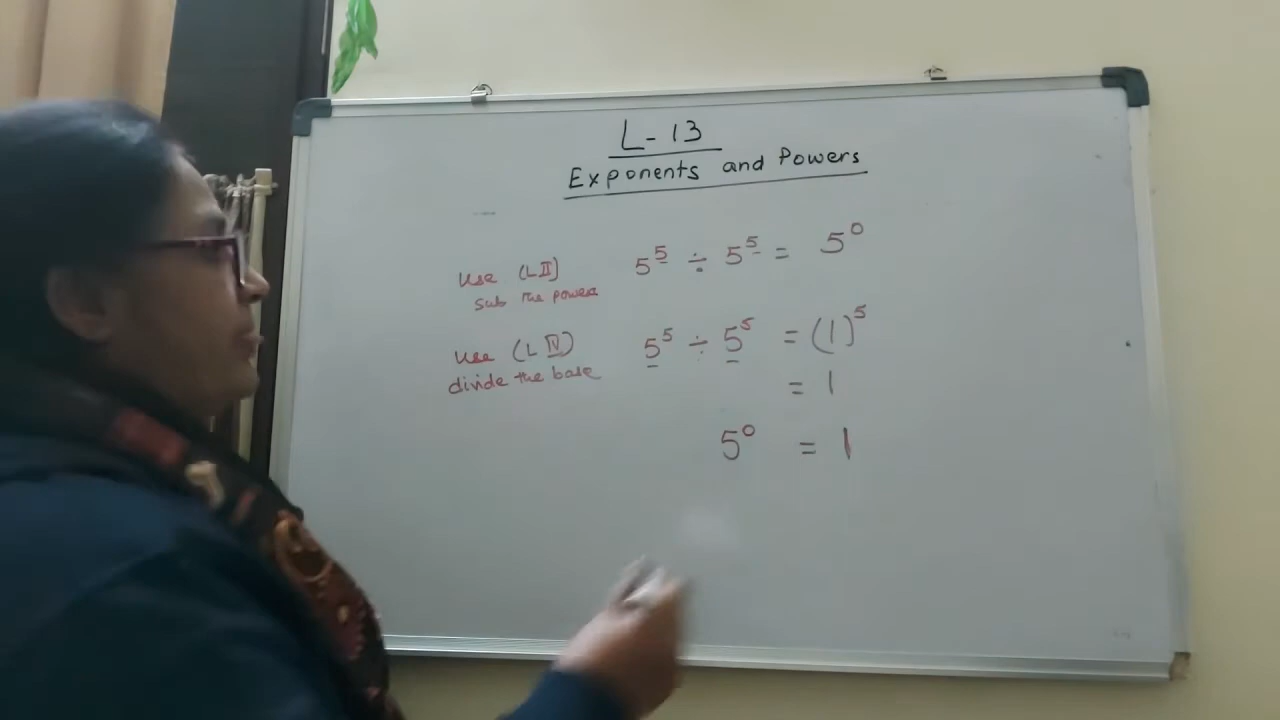 L-13
Exponents and Powers
Use (L II) 5⁵ ÷ 5⁵ = 5⁰
sub the power
Use (L IV) 5⁵ ÷ 5⁵ = (1)⁵
divide the base = 1
5⁰ = 1